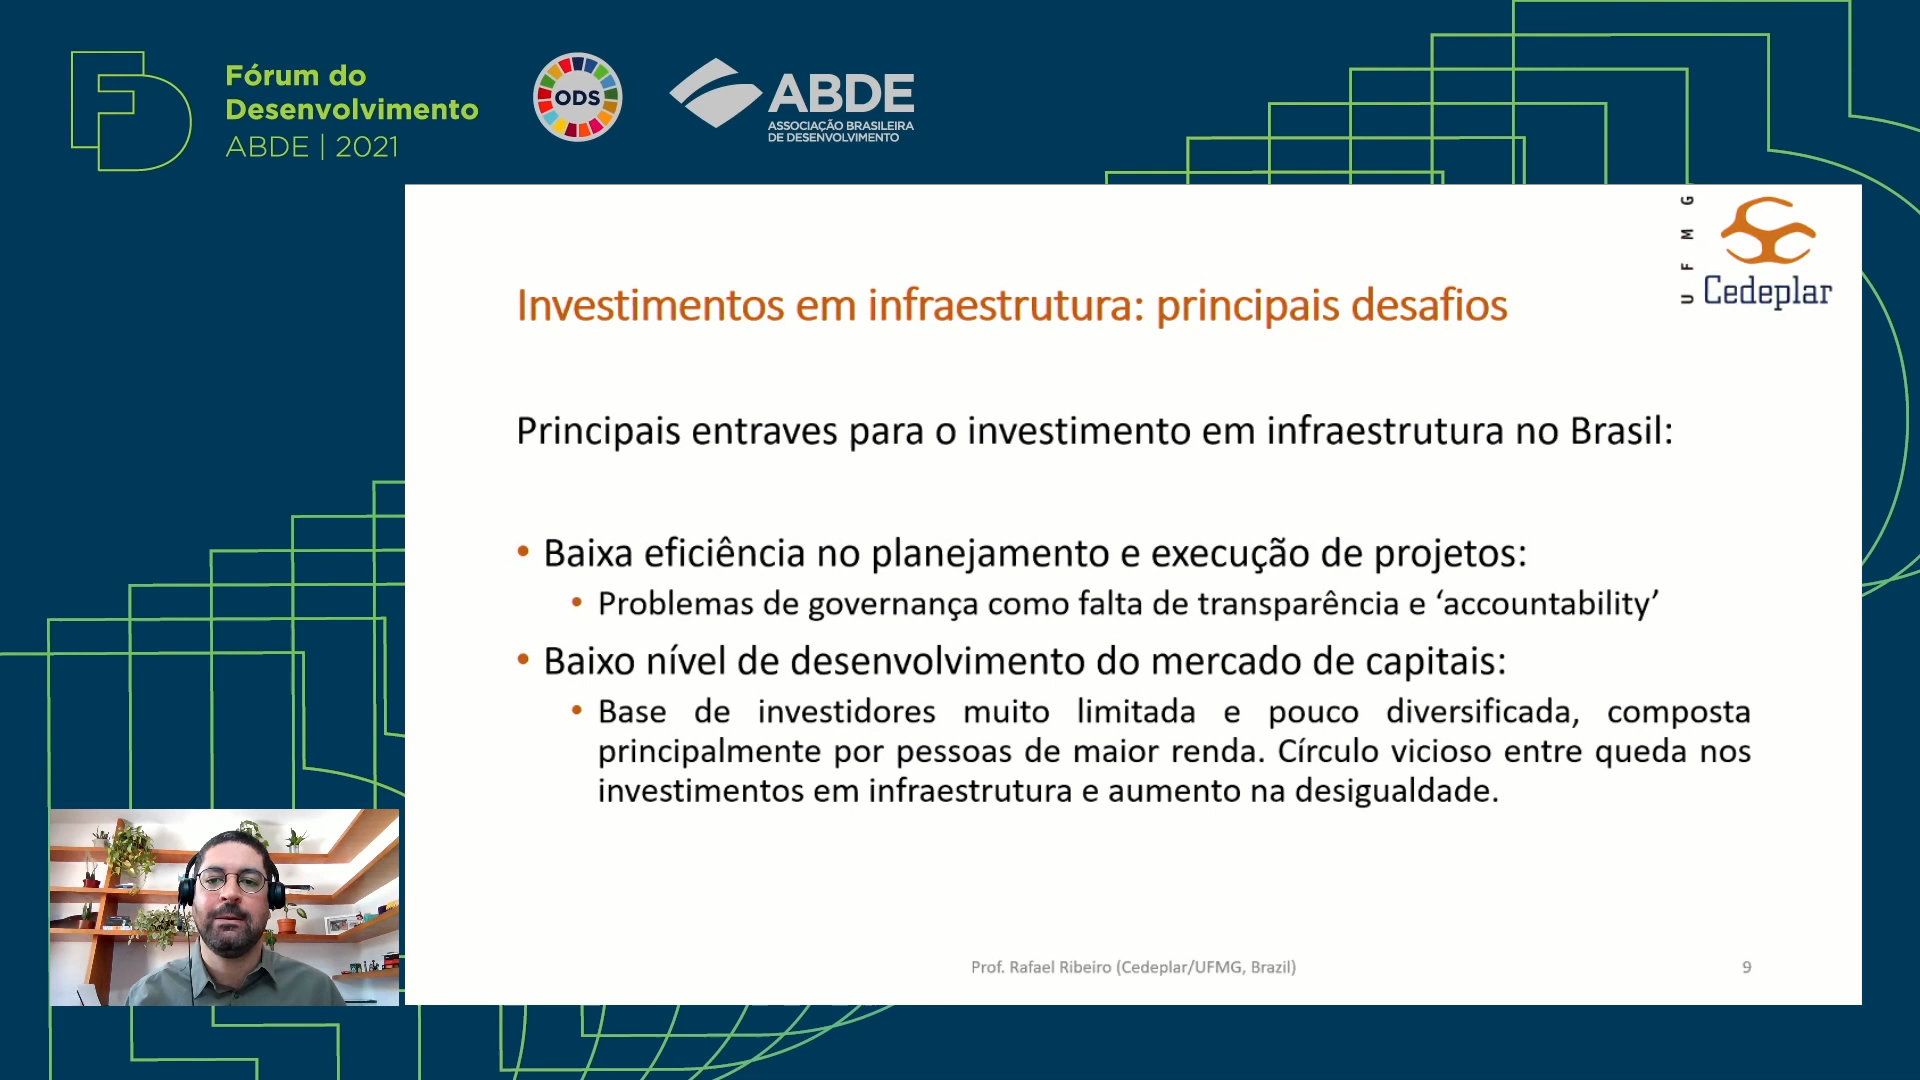 Fórum do
Desenvolvimento
ABDE | 2021
ODS
ABDE
ASSOCIAÇÃO BRASILEIRA
DE DESENVOLVIMENTO
UFMG
Cedeplar
Investimentos em infraestrutura: principais desafios
Principais entraves para o investimento em infraestrutura no Brasil:
• Baixa eficiência no planejamento e execução de projetos:
• Problemas de governança como falta de transparência e ‘accountability’
• Baixo nível de desenvolvimento do mercado de capitais:
• Base de investidores muito limitada e pouco diversificada, composta
principalmente por pessoas de maior renda. Círculo vicioso entre queda nos
investimentos em infraestrutura e aumento na desigualdade.
Prof. Rafael Ribeiro (Cedeplar/UFMG, Brazil)
9